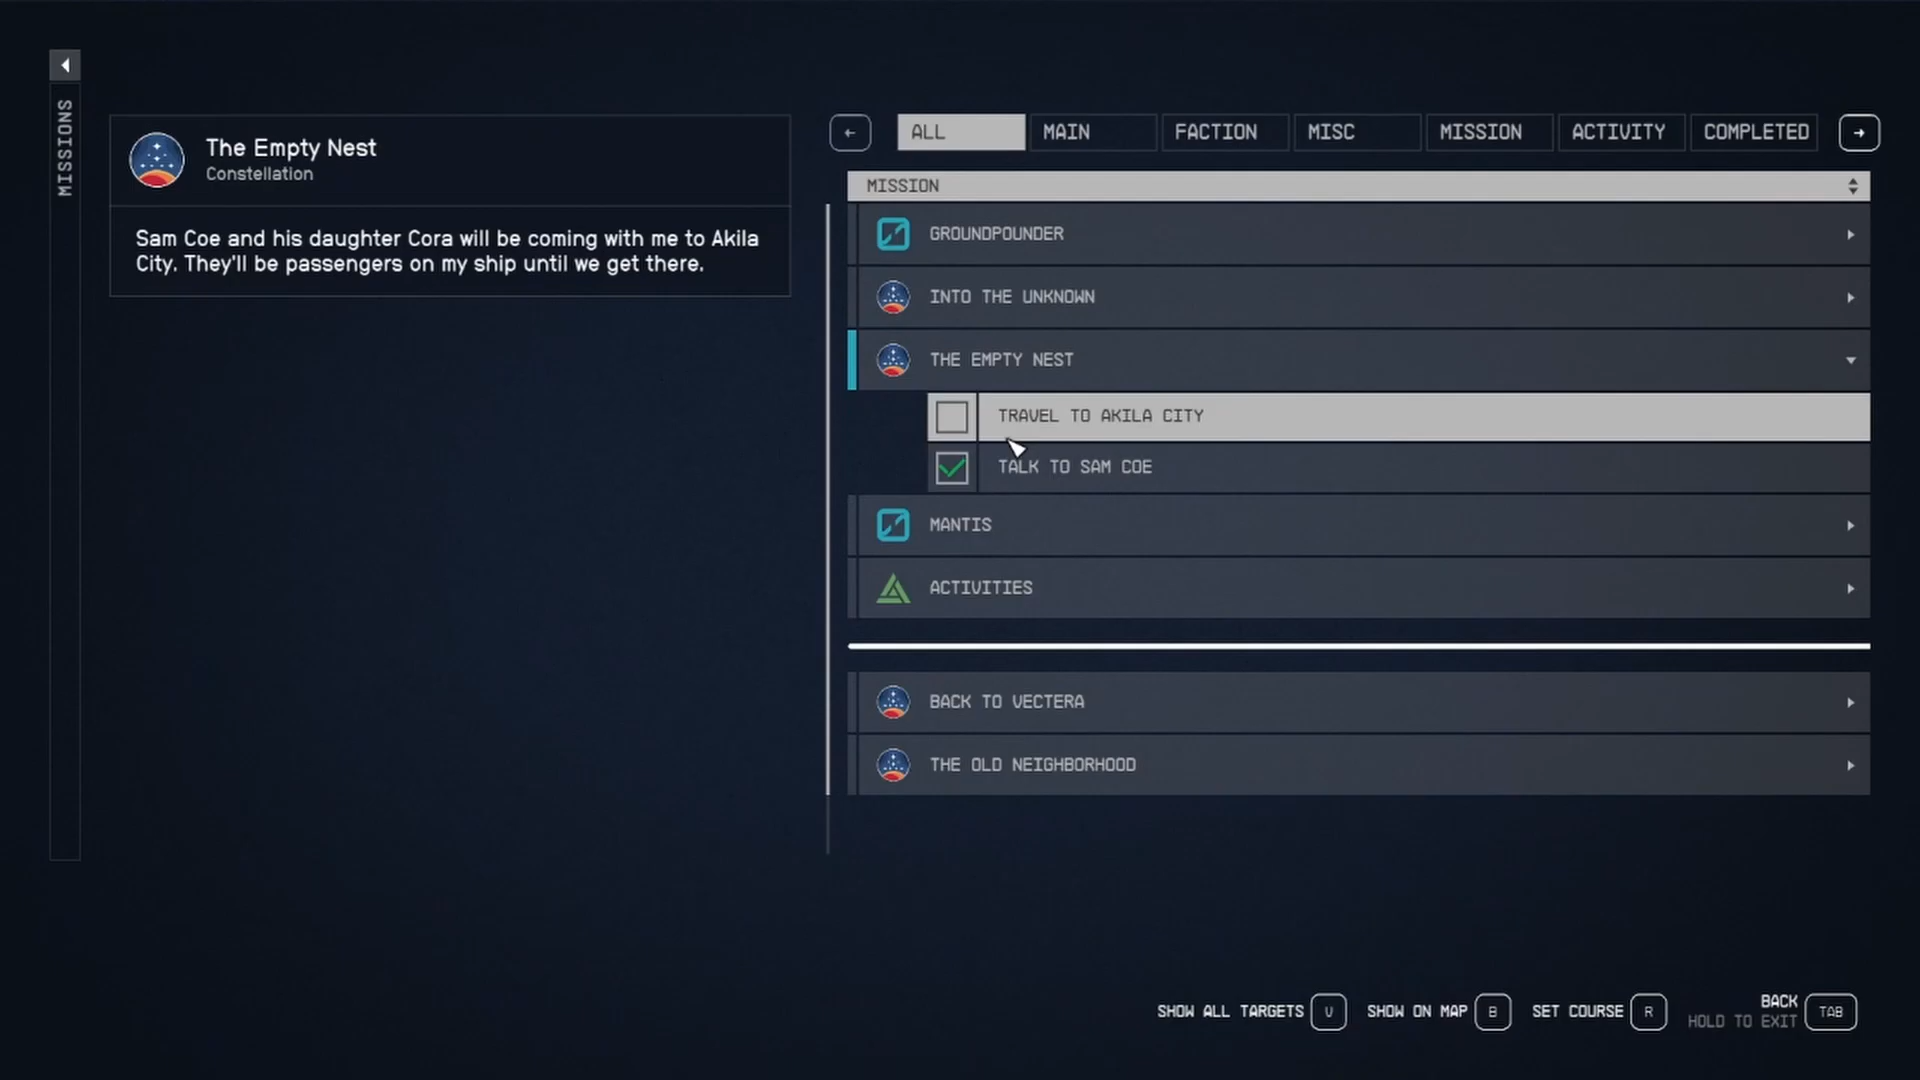 MISSIONS
The Empty Nest
Constellation
Sam Coe and his daughter Cora will be coming with me to Akila
City. They'll be passengers on my ship until we get there.
ALL
MAIN
FACTION
MISC
MISSION
ACTIVITY
COMPLETED
MISSION
GROUNDPOUNDER
INTO THE UNKNOWN
THE EMPTY NEST
TRAVEL TO AKILA CITY
TALK TO SAM COE
MANTIS
ACTIVITIES
BACK TO VECTERA
THE OLD NEIGHBORHOOD
SHOW ALL TARGETS V
SHOW ON MAP B
SET COURSE R
BACK TAB
HOLD TO EXIT